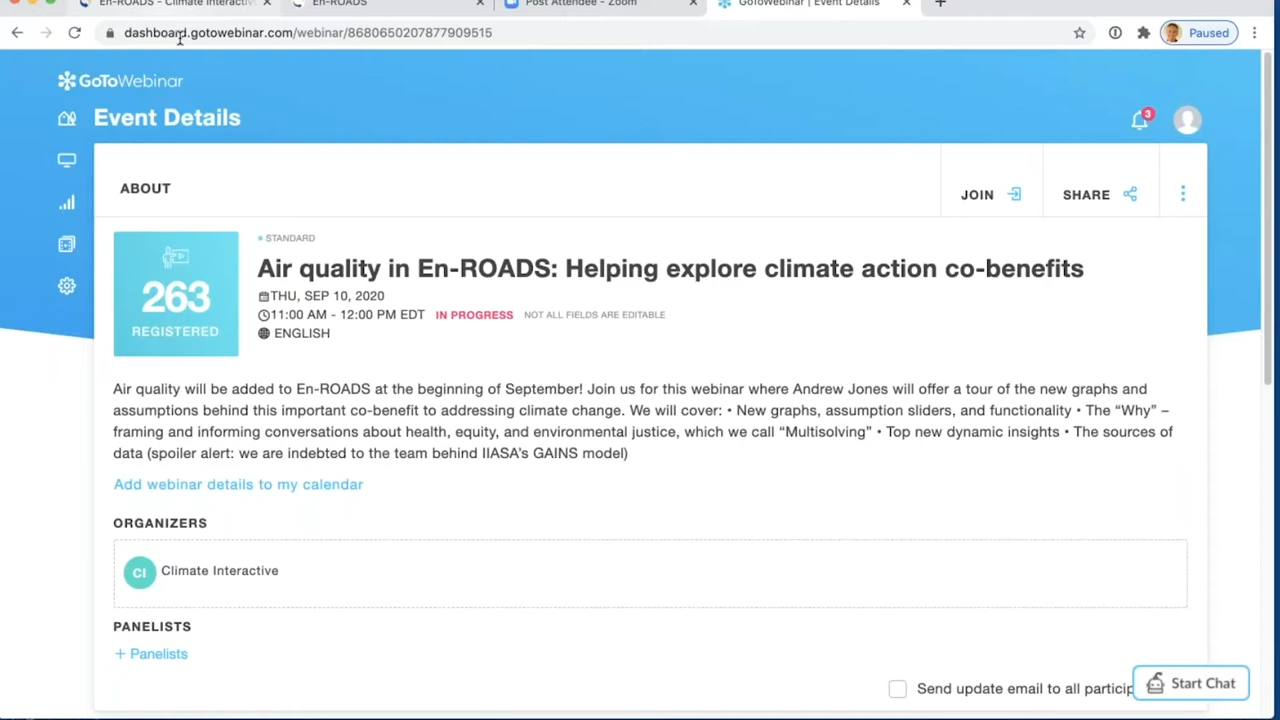 En-ROADS - Climate Interactiv
En-ROADS
Post Attendee - Zoom
GoToWebinar | Event Details
dashboard.gotowebinar.com/webinar/8680650207877909515
Paused
GoToWebinar
Event Details
3
ABOUT
JOIN
SHARE
263
REGISTERED
STANDARD
Air quality in En-ROADS: Helping explore climate action co-benefits
THU, SEP 10, 2020
11:00 AM - 12:00 PM EDT IN PROGRESS NOT ALL FIELDS ARE EDITABLE
ENGLISH
Air quality will be added to En-ROADS at the beginning of September! Join us for this webinar where Andrew Jones will offer a tour of the new graphs and
assumptions behind this important co-benefit to addressing climate change. We will cover: • New graphs, assumption sliders, and functionality • The “Why” –
framing and informing conversations about health, equity, and environmental justice, which we call “Multisolving” • Top new dynamic insights • The sources of
data (spoiler alert: we are indebted to the team behind IIASA’s GAINS model)
Add webinar details to my calendar
ORGANIZERS
CI Climate Interactive
PANELISTS
+ Panelists
Send update email to all particip
Start Chat